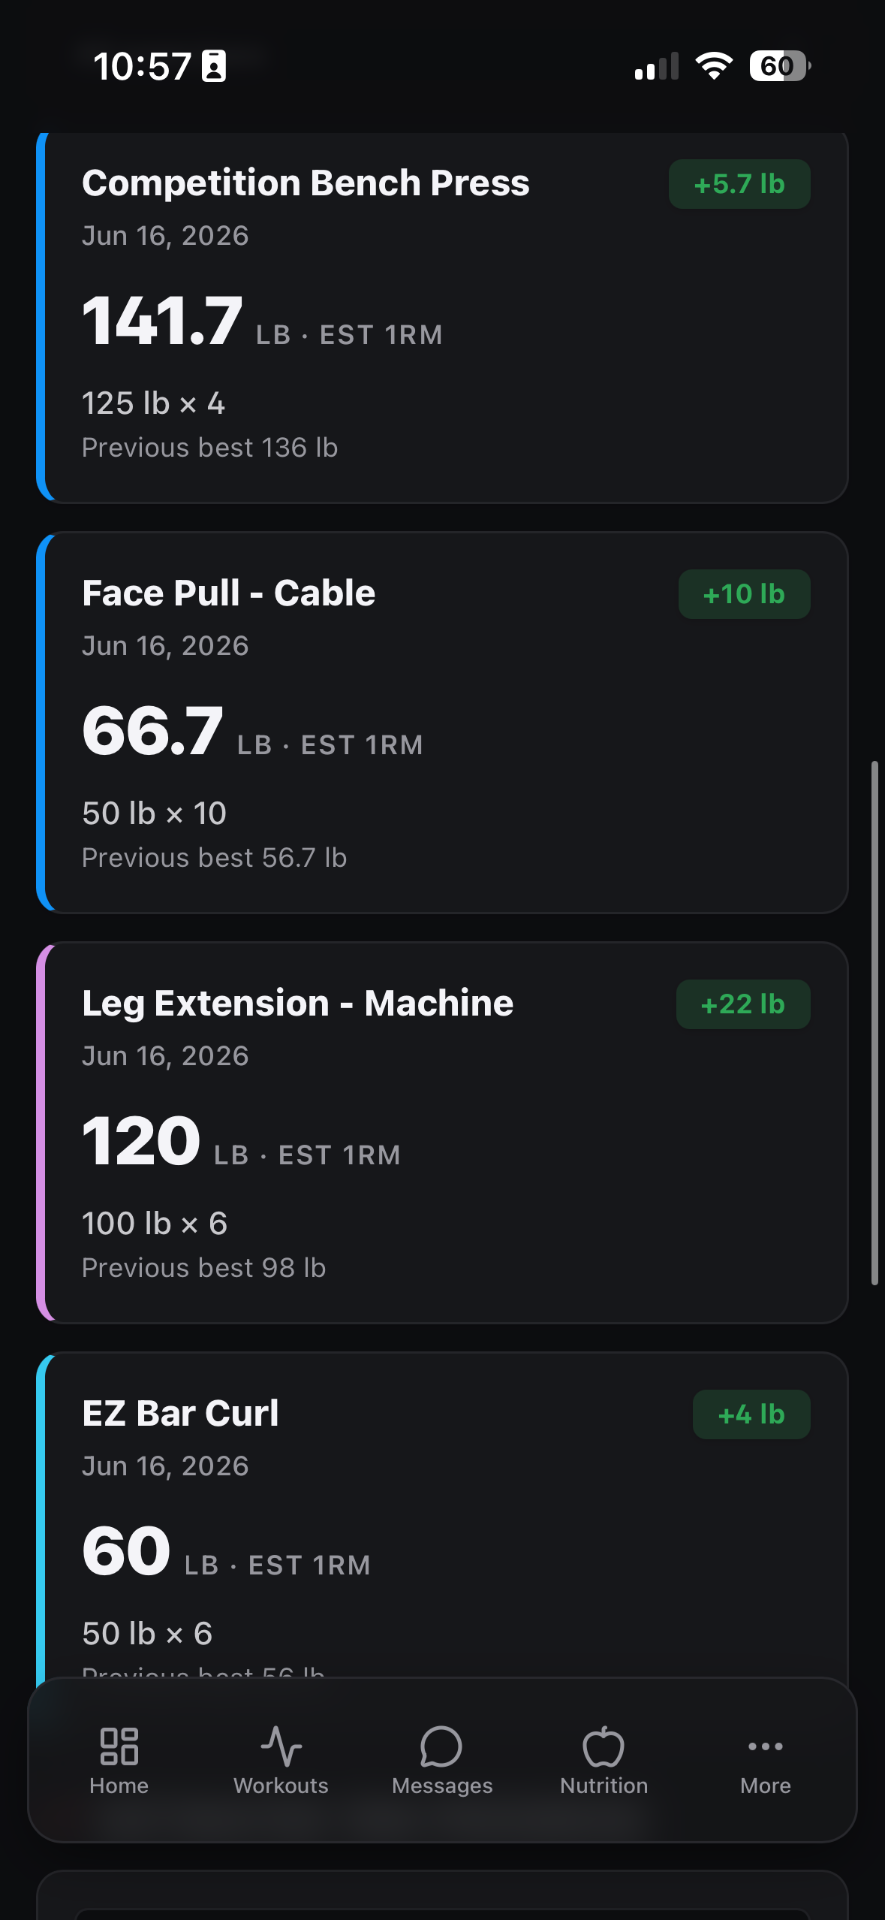 10:57
60
Competition Bench Press
+5.7 lb
Jun 16, 2026
141.7 LB · EST 1RM
125 lb × 4
Previous best 136 lb
Face Pull - Cable
+10 lb
Jun 16, 2026
66.7 LB · EST 1RM
50 lb × 10
Previous best 56.7 lb
Leg Extension - Machine
+22 lb
Jun 16, 2026
120 LB · EST 1RM
100 lb × 6
Previous best 98 lb
EZ Bar Curl
+4 lb
Jun 16, 2026
60 LB · EST 1RM
50 lb × 6
Previous best 56 lb
Home
Workouts
Messages
Nutrition
More